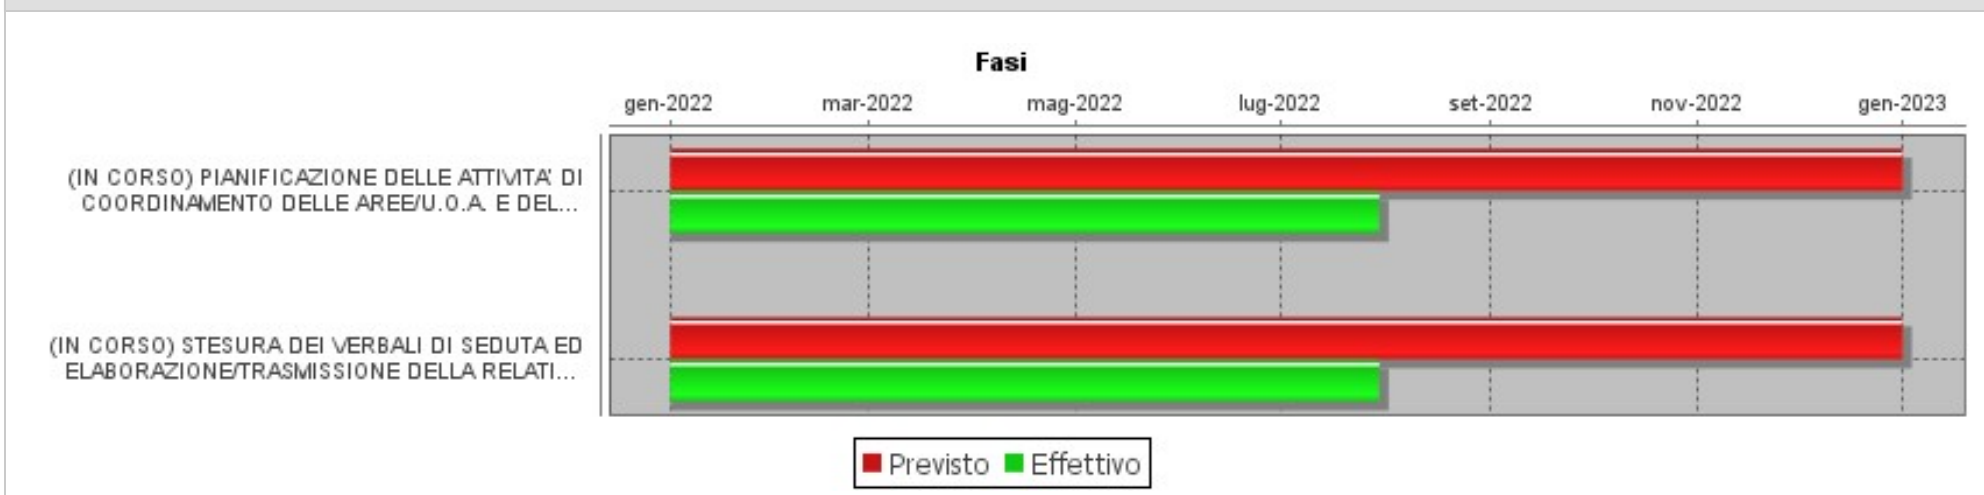 Fasi
gen-2022 mar-2022 mag-2022 lug-2022 set-2022 nov-2022 gen-2023
(IN CORSO) PIANIFICAZIONE DELLE ATTIVITA' DI
COORDINAMENTO DELLE AREE/U.O.A. E DEL...
(IN CORSO) STESURA DEI VERBALI DI SEDUTA ED
ELABORAZIONE/TRASMISSIONE DELLA RELATI...
Previsto Effettivo